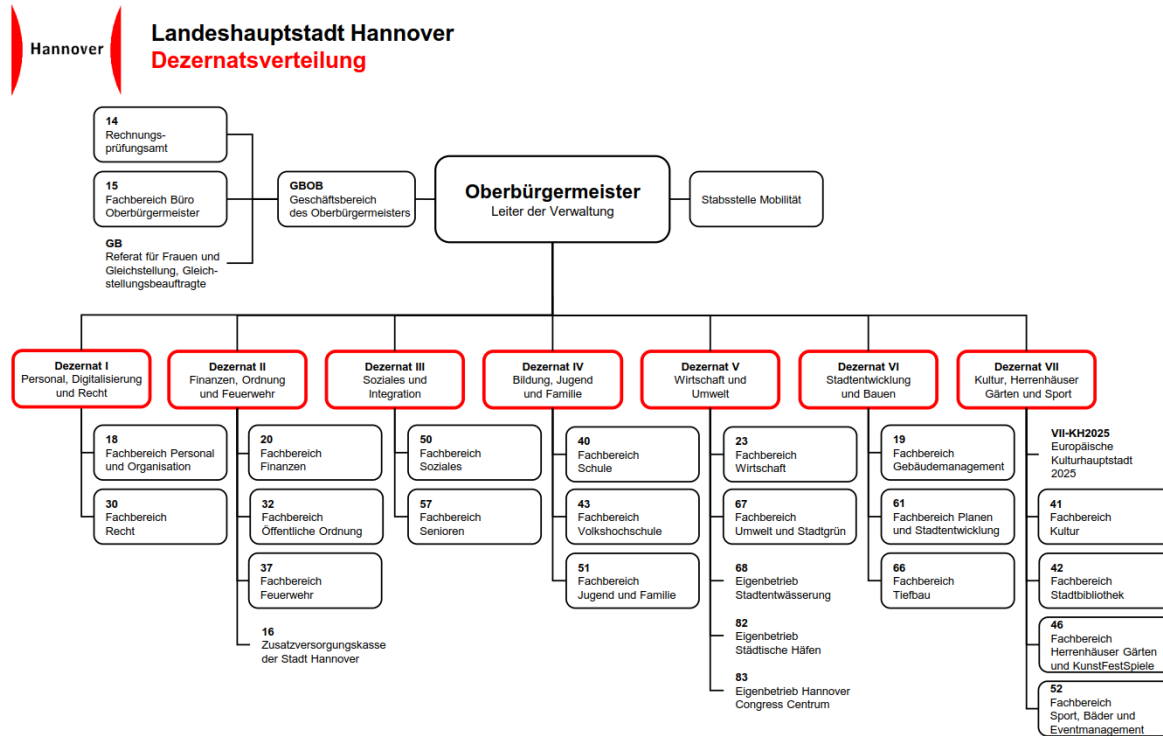 Hannover
Landeshauptstadt Hannover
Dezernatsverteilung
14
Rechnungs-
prüfungsamt
15
Fachbereich Büro
Oberbürgermeister
GB
Referat für Frauen und
Gleichstellung, Gleich-
stellungsbeauftragte
GBOB
Geschäftsbereich
des Oberbürgermeisters
Oberbürgermeister
Leiter der Verwaltung
Stabsstelle Mobilität
Dezernat I
Personal, Digitalisierung
und Recht
18
Fachbereich Personal
und Organisation
30
Fachbereich
Recht
Dezernat II
Finanzen, Ordnung
und Feuerwehr
20
Fachbereich
Finanzen
32
Fachbereich
Öffentliche Ordnung
37
Fachbereich
Feuerwehr
16
Zusatzversorgungskasse
der Stadt Hannover
Dezernat III
Soziales und
Integration
50
Fachbereich
Soziales
57
Fachbereich
Senioren
Dezernat IV
Bildung, Jugend
und Familie
40
Fachbereich
Schule
43
Fachbereich
Volkshochschule
51
Fachbereich
Jugend und Familie
Dezernat V
Wirtschaft und
Umwelt
23
Fachbereich
Wirtschaft
67
Fachbereich
Umwelt und Stadtgrün
68
Eigenbetrieb
Stadtentwässerung
82
Eigenbetrieb
Städtische Häfen
83
Eigenbetrieb Hannover
Congress Centrum
Dezernat VI
Stadtentwicklung
und Bauen
19
Fachbereich
Gebäudemanagement
61
Fachbereich Planen
und Stadtentwicklung
66
Fachbereich
Tiefbau
Dezernat VII
Kultur, Herrenhäuser
Gärten und Sport
VII-KH2025
Europäische
Kulturhauptstadt
2025
41
Fachbereich
Kultur
42
Fachbereich
Stadtbibliothek
46
Fachbereich
Herrenhäuser Gärten
und KunstFestSpiele
52
Fachbereich
Sport, Bäder und
Eventmanagement